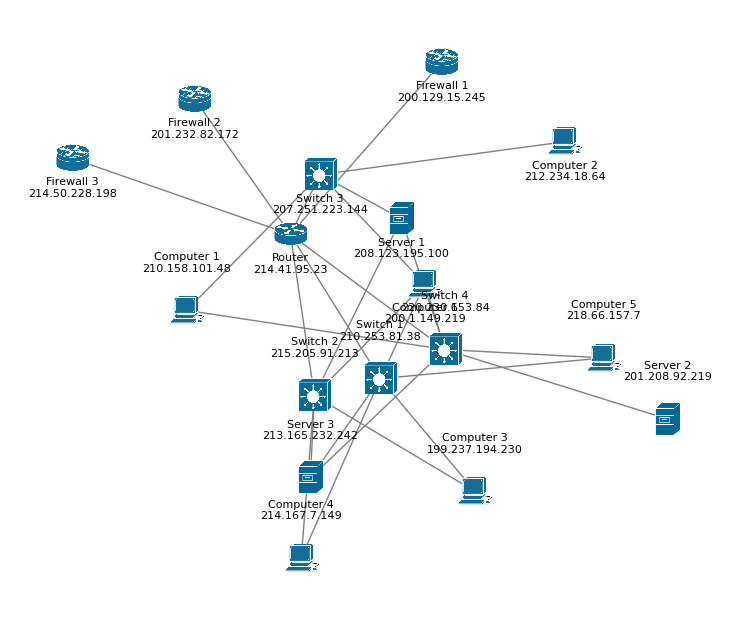 Firewall 1
200.129.15.245
Firewall 2
201.232.82.172
Computer 2
212.234.18.64
Firewall 3
214.50.228.198
Switch 3
207.251.223.144
Server 1
208.123.195.100
Router
214.41.95.23
Computer 1
210.158.101.48
Switch 4
220.230.153.84
Computer 6
200.1.149.219
Computer 5
218.66.157.7
Switch 1
210.253.81.38
Switch 2
215.205.91.213
Server 2
201.208.92.219
Server 3
213.165.232.242
Computer 3
199.237.194.230
Computer 4
214.167.7.149